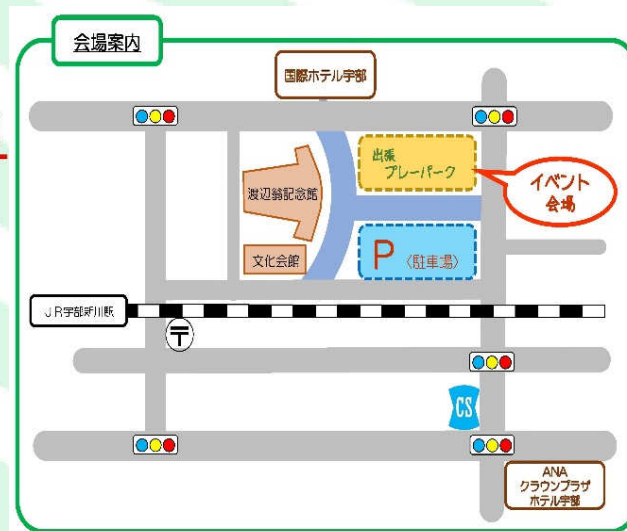 会場案内
国際ホテル宇部
出張
プレーパーク
イベント
会場
渡辺翁記念館
文化会館
P 〈駐車場〉
JR宇部新川駅
〒
CS
ANA
クラウンプラザ
ホテル宇部